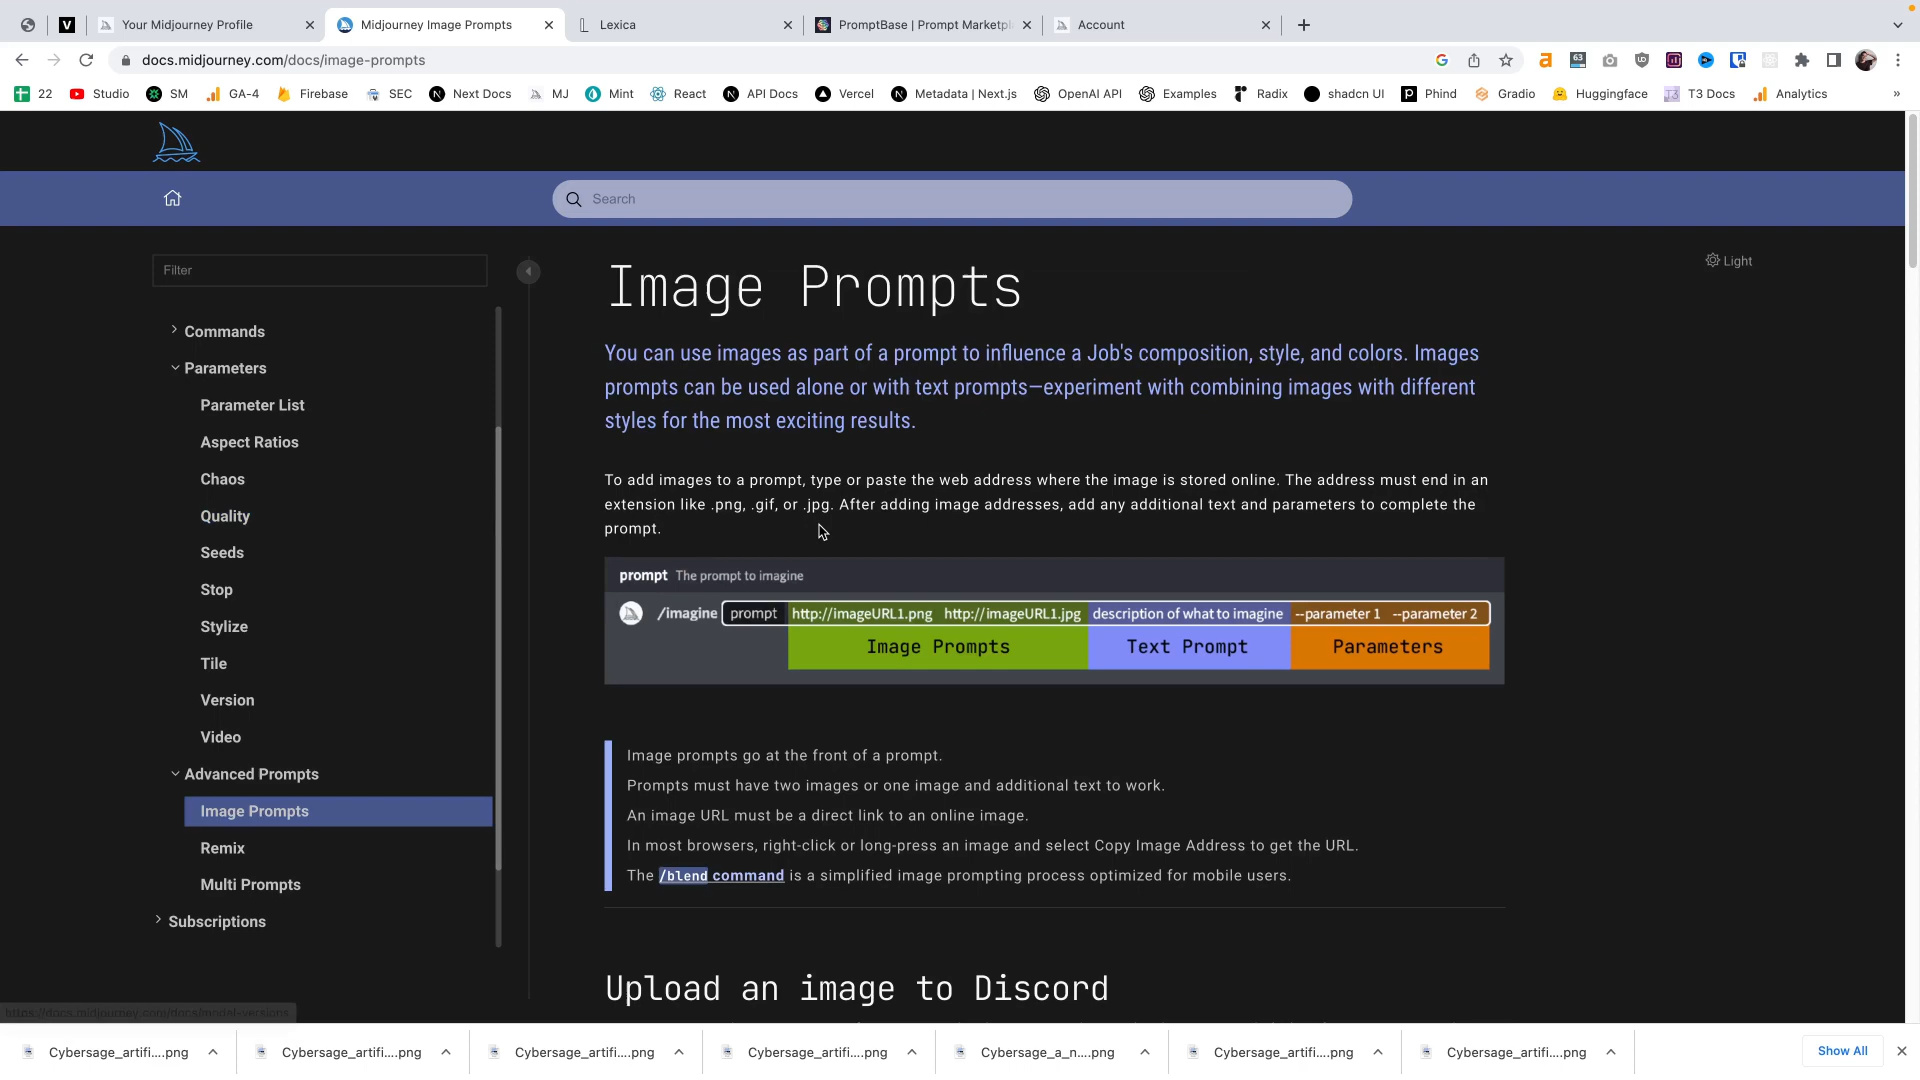 Your Midjourney Profile
Midjourney Image Prompts
Lexica
PromptBase | Prompt Marketpl
Account
docs.midjourney.com/docs/image-prompts
63
22
Studio
SM
GA-4
Firebase
SEC
Next Docs
MJ
Mint
React
API Docs
Vercel
Metadata | Next.js
OpenAI API
Examples
Radix
shadcn UI
Phind
Gradio
Huggingface
T3 Docs
Analytics
»
Search
Filter
Light
Commands
Parameters
Parameter List
Aspect Ratios
Chaos
Quality
Seeds
Stop
Stylize
Tile
Version
Video
Advanced Prompts
Image Prompts
Remix
Multi Prompts
Subscriptions
Image Prompts
You can use images as part of a prompt to influence a Job's composition, style, and colors. Images
prompts can be used alone or with text prompts—experiment with combining images with different
styles for the most exciting results.
To add images to a prompt, type or paste the web address where the image is stored online. The address must end in an
extension like .png, .gif, or .jpg. After adding image addresses, add any additional text and parameters to complete the
prompt.
prompt The prompt to imagine
/imagine prompt http://imageURL1.png http://imageURL1.jpg description of what to imagine --parameter 1 --parameter 2
Image Prompts Text Prompt Parameters
Image prompts go at the front of a prompt.
Prompts must have two images or one image and additional text to work.
An image URL must be a direct link to an online image.
In most browsers, right-click or long-press an image and select Copy Image Address to get the URL.
The /blend command is a simplified image prompting process optimized for mobile users.
Upload an image to Discord
https://docs.midjourney.com/docs/model-versions
Cybersage_artifi....png
Cybersage_artifi....png
Cybersage_artifi....png
Cybersage_artifi....png
Cybersage_a_n....png
Cybersage_artifi....png
Cybersage_artifi....png
Show All